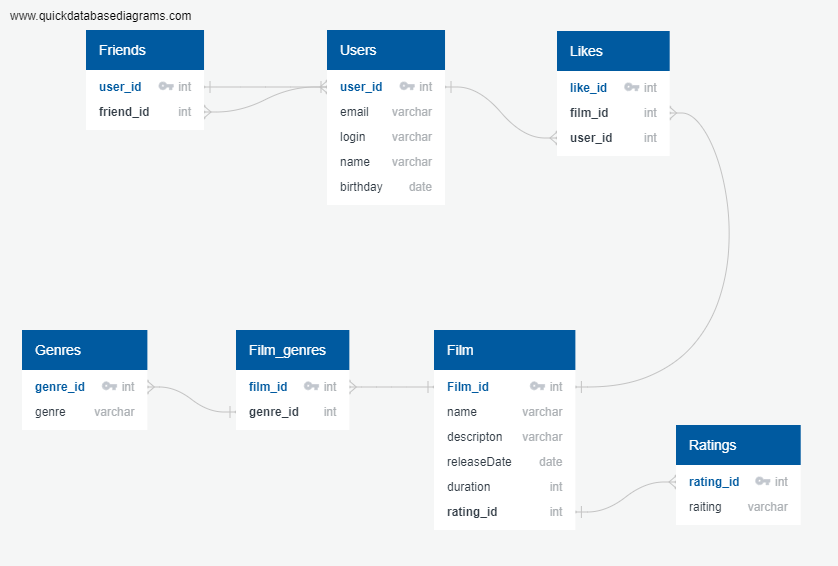 www.quickdatabasediagrams.com
Friends
user_id int
friend_id int
Users
user_id int
email varchar
login varchar
name varchar
birthday date
Likes
like_id int
film_id int
user_id int
Genres
genre_id int
genre varchar
Film_genres
film_id int
genre_id int
Film
Film_id int
name varchar
descripton varchar
releaseDate date
duration int
rating_id int
Ratings
rating_id int
raiting varchar